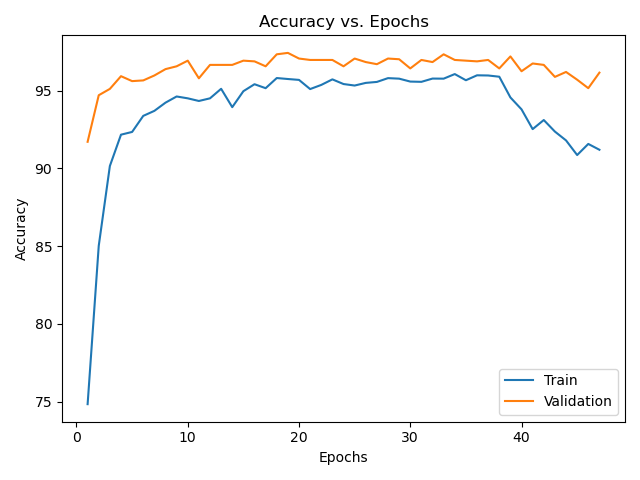 Accuracy vs. Epochs
Accuracy
95
90
85
80
75
0 10 20 30 40
Epochs
Train
Validation